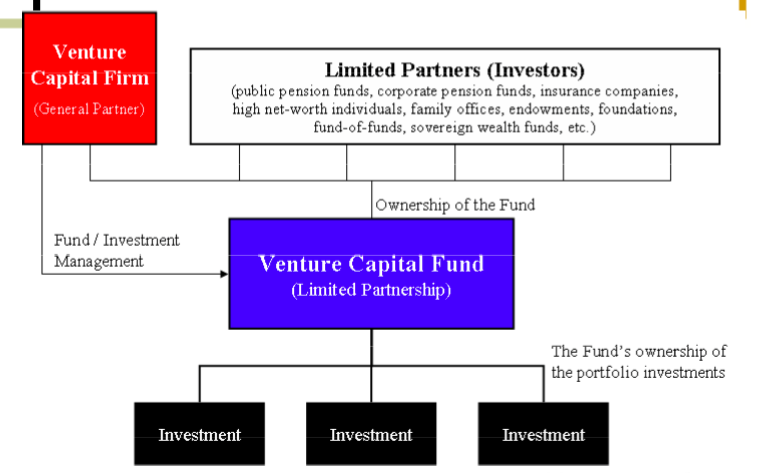 Venture
Capital Firm
(General Partner)
Limited Partners (Investors)
(public pension funds, corporate pension funds, insurance companies,
high net-worth individuals, family offices, endowments, foundations,
fund-of-funds, sovereign wealth funds, etc.)
Ownership of the Fund
Fund / Investment
Management
Venture Capital Fund
(Limited Partnership)
The Fund's ownership of
the portfolio investments
Investment
Investment
Investment